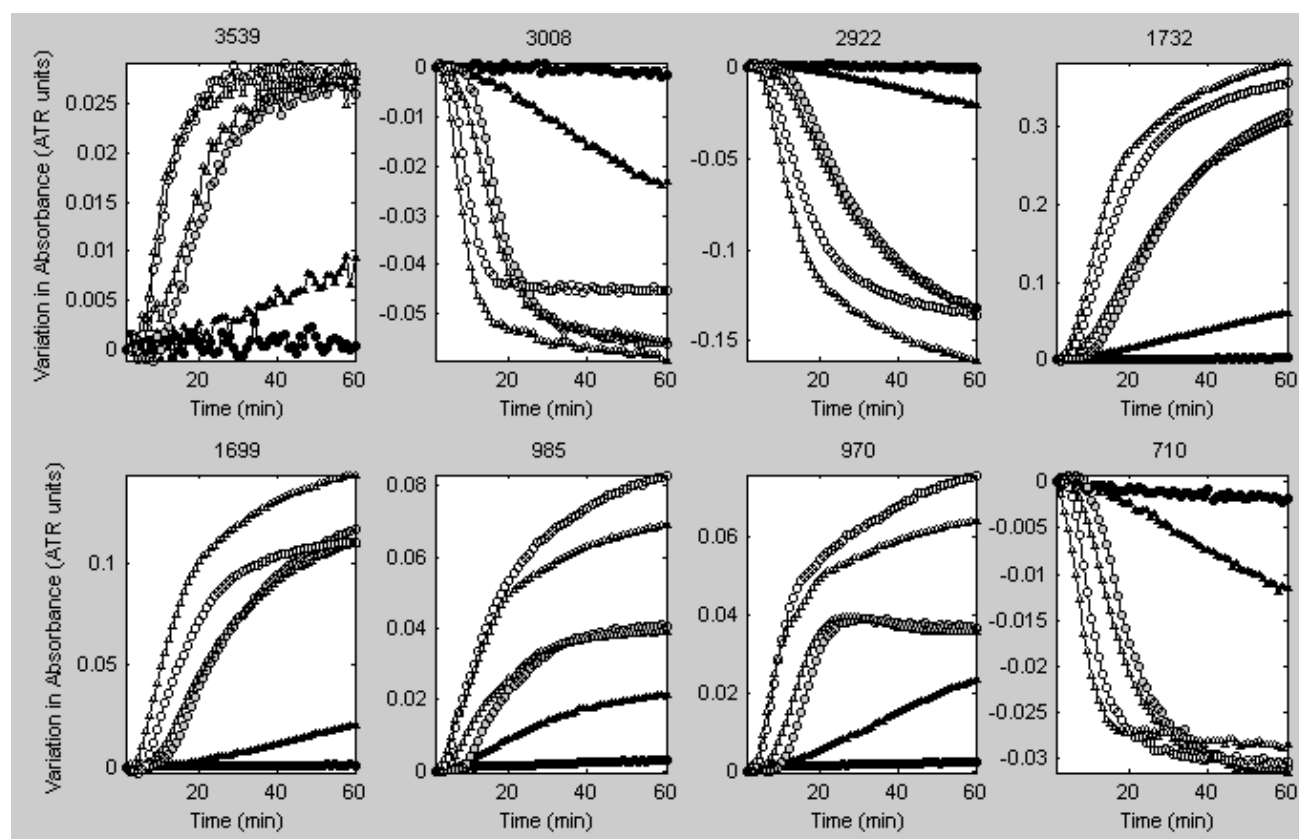 3539 3008 2922 1732
Variation in Absorbance (ATR units)
0.025
0.02
0.015
0.01
0.005
0
20 40 60
Time (min)
0
-0.01
-0.02
-0.03
-0.04
-0.05
20 40 60
Time (min)
0
-0.05
-0.1
-0.15
20 40 60
Time (min)
0.3
0.2
0.1
0
20 40 60
Time (min)
1699 985 970 710
Variation in Absorbance (ATR units)
0.1
0.05
0
20 40 60
Time (min)
0.08
0.06
0.04
0.02
0
20 40 60
Time (min)
0.06
0.04
0.02
0
20 40 60
Time (min)
0
-0.005
-0.01
-0.015
-0.02
-0.025
-0.03
20 40 60
Time (min)